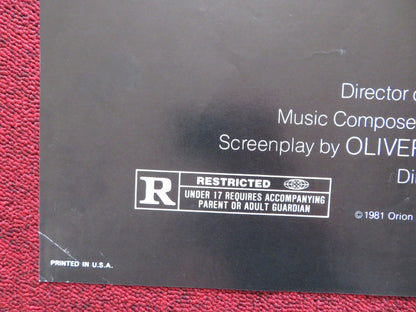 Director
Music Compose
Screenplay by OLIVER
Di
R
RESTRICTED
UNDER 17 REQUIRES ACCOMPANYING
PARENT OR ADULT GUARDIAN
©1981 Orion
PRINTED IN U.S.A.